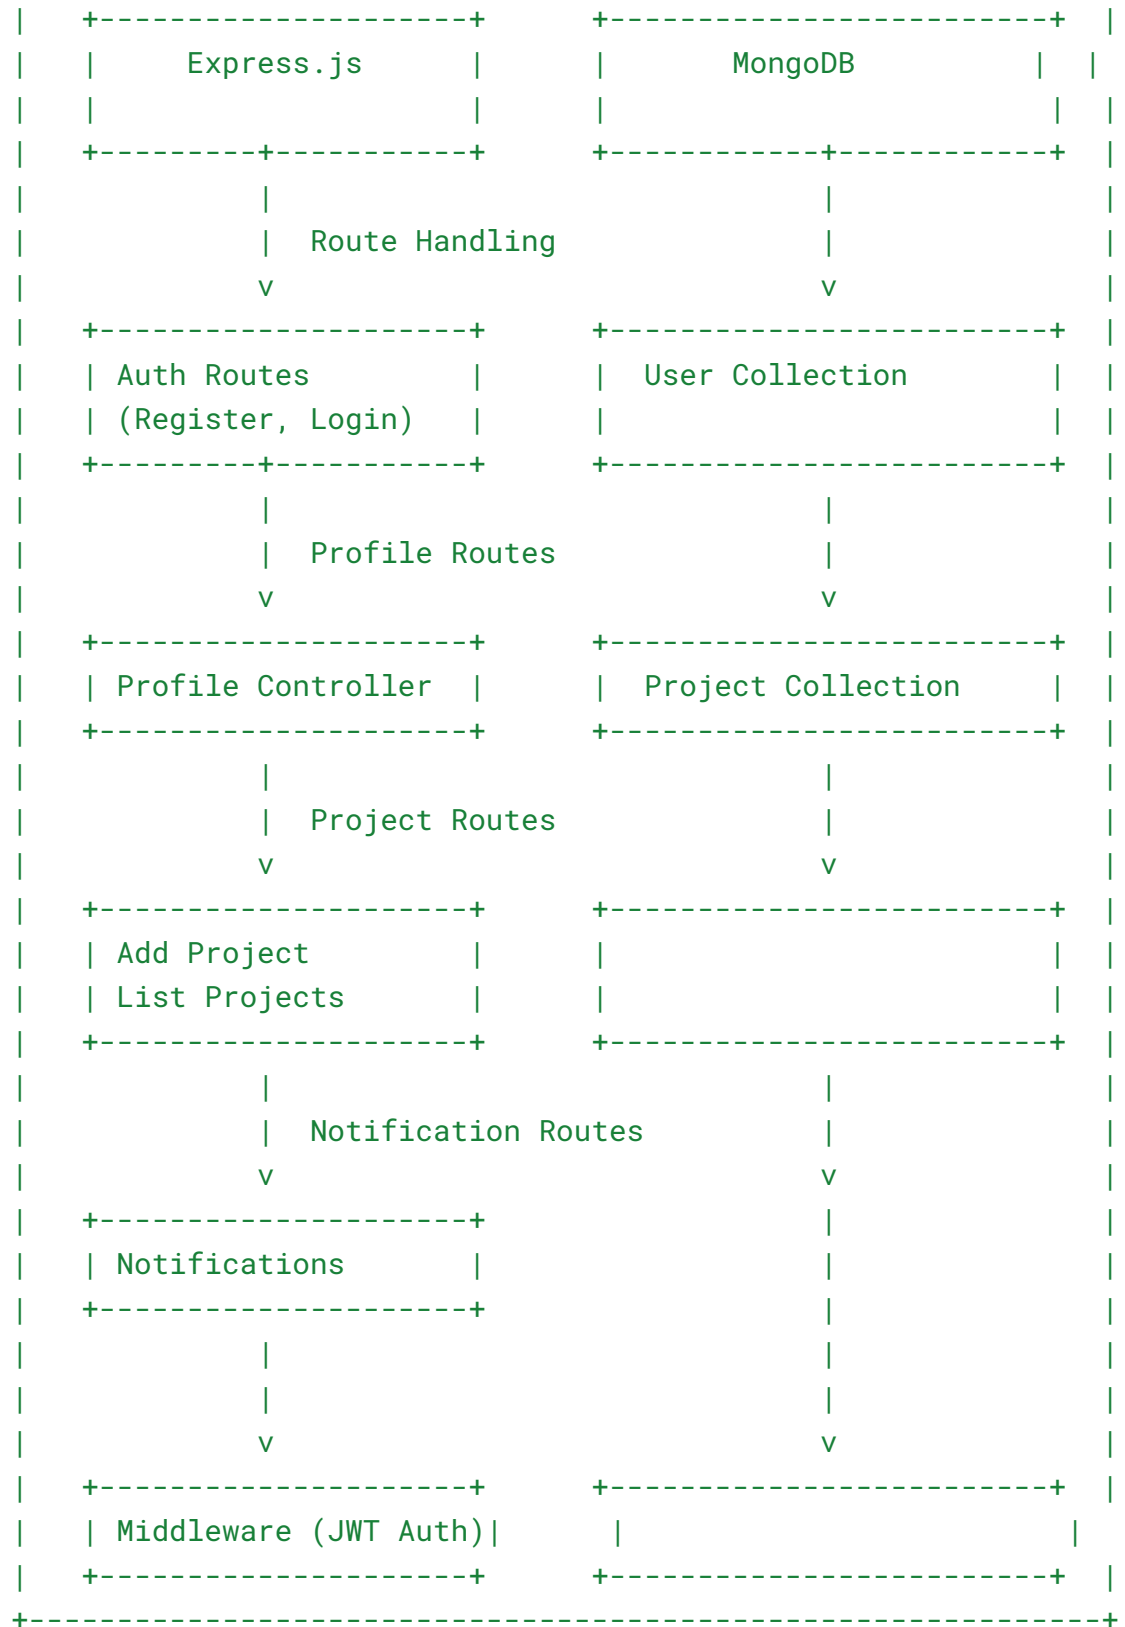 |   +---------------------+      +-------------------------+  |
|   |     Express.js      |      |       MongoDB          |  |
|   |                     |      |                         |  |
|   +---------+-----------+      +------------+------------+  |
|             |                               |               |
|             |  Route Handling               |               |
|             v                               v               |
|   +---------------------+      +-------------------------+  |
|   | Auth Routes         |      |  User Collection        |  |
|   | (Register, Login)   |      |                         |  |
|   +---------+-----------+      +-------------------------+  |
|             |                               |               |
|             |  Profile Routes               |               |
|             v                               v               |
|   +---------------------+      +-------------------------+  |
|   | Profile Controller  |      |  Project Collection     |  |
|   +---------------------+      +-------------------------+  |
|             |                               |               |
|             |  Project Routes               |               |
|             v                               v               |
|   +---------------------+      +-------------------------+  |
|   | Add Project         |      |                         |  |
|   | List Projects       |      |                         |  |
|   +---------------------+      +-------------------------+  |
|             |                               |               |
|             |  Notification Routes          |               |
|             v                               v               |
|   +---------------------+                   |               |
|   | Notifications       |                   |               |
|   +---------------------+                   |               |
|             |                               |               |
|             |                               |               |
|             v                               v               |
|   +---------------------+      +-------------------------+  |
|   | Middleware (JWT Auth)|      |                         |
|   +---------------------+      +-------------------------+  |
+-------------------------------------------------------------+